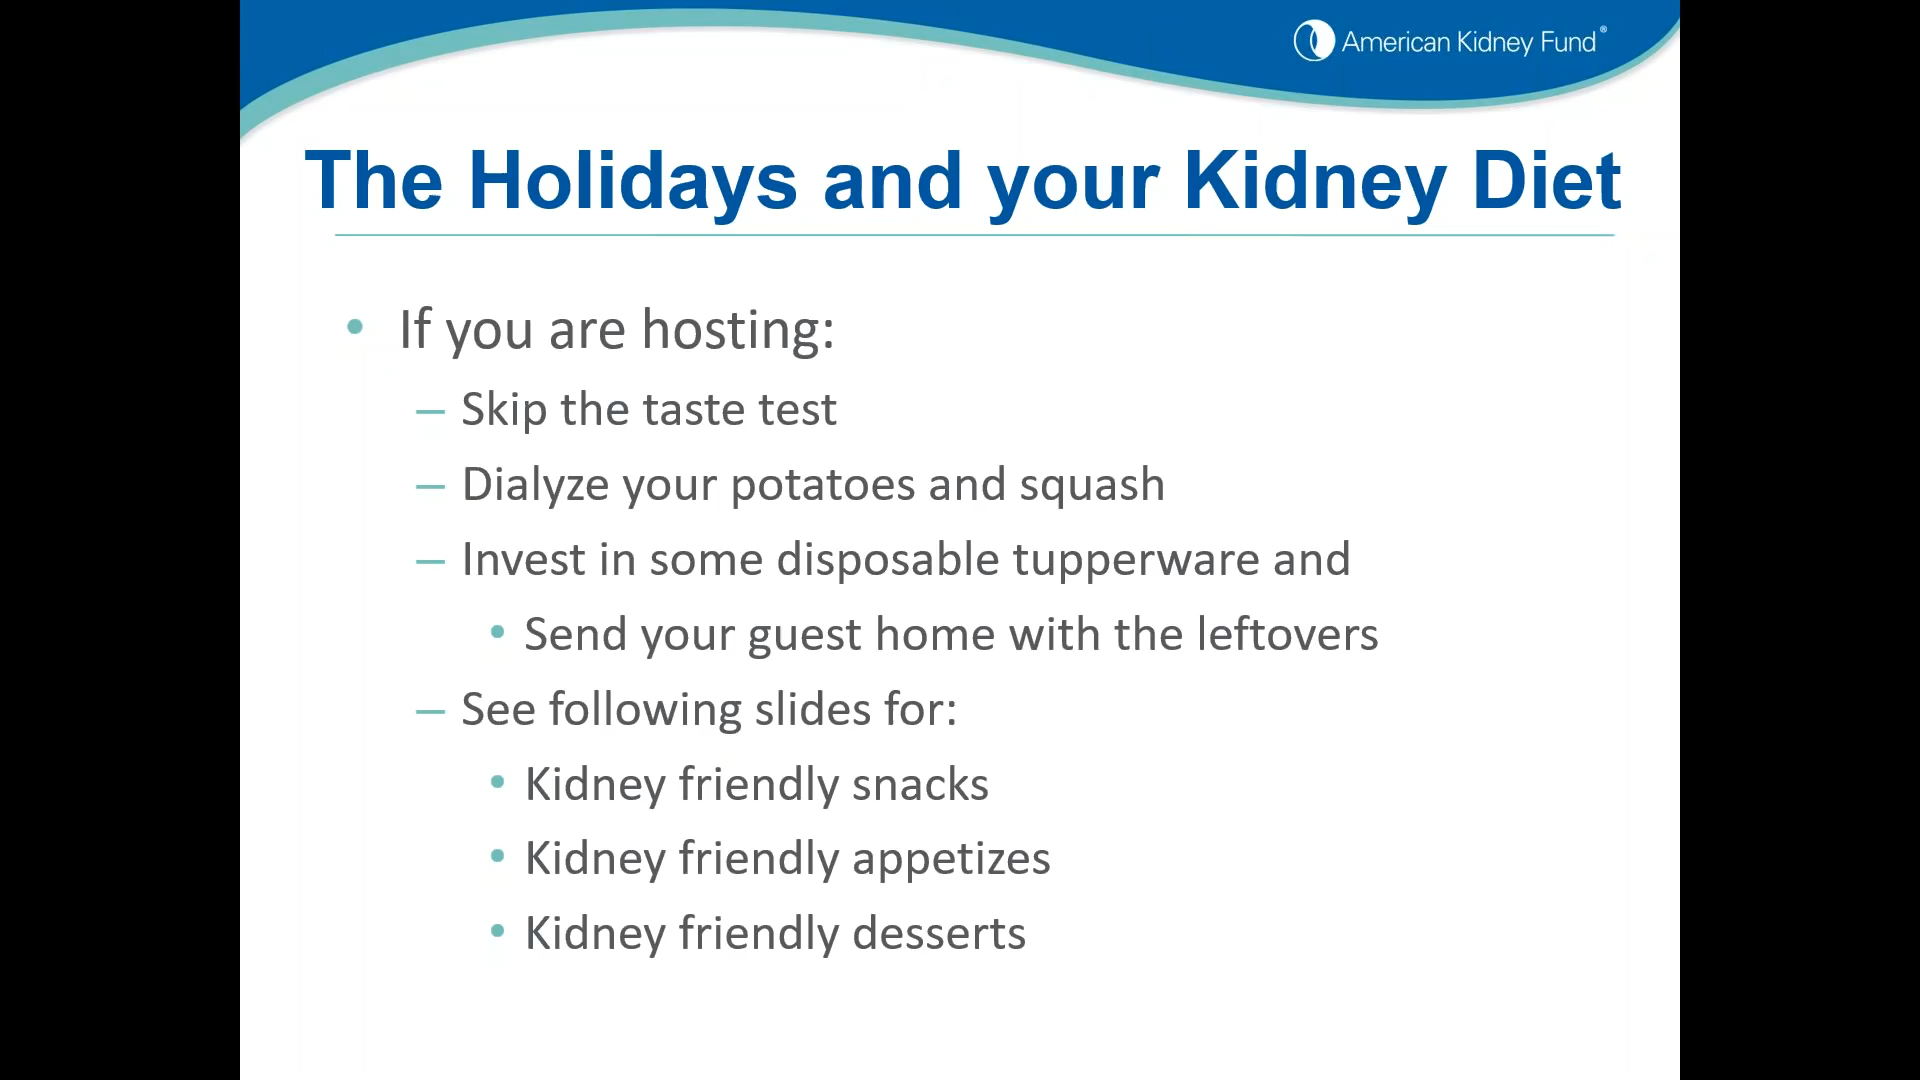 American Kidney Fund®
The Holidays and your Kidney Diet
• If you are hosting:
– Skip the taste test
– Dialyze your potatoes and squash
– Invest in some disposable tupperware and
• Send your guest home with the leftovers
– See following slides for:
• Kidney friendly snacks
• Kidney friendly appetizes
• Kidney friendly desserts